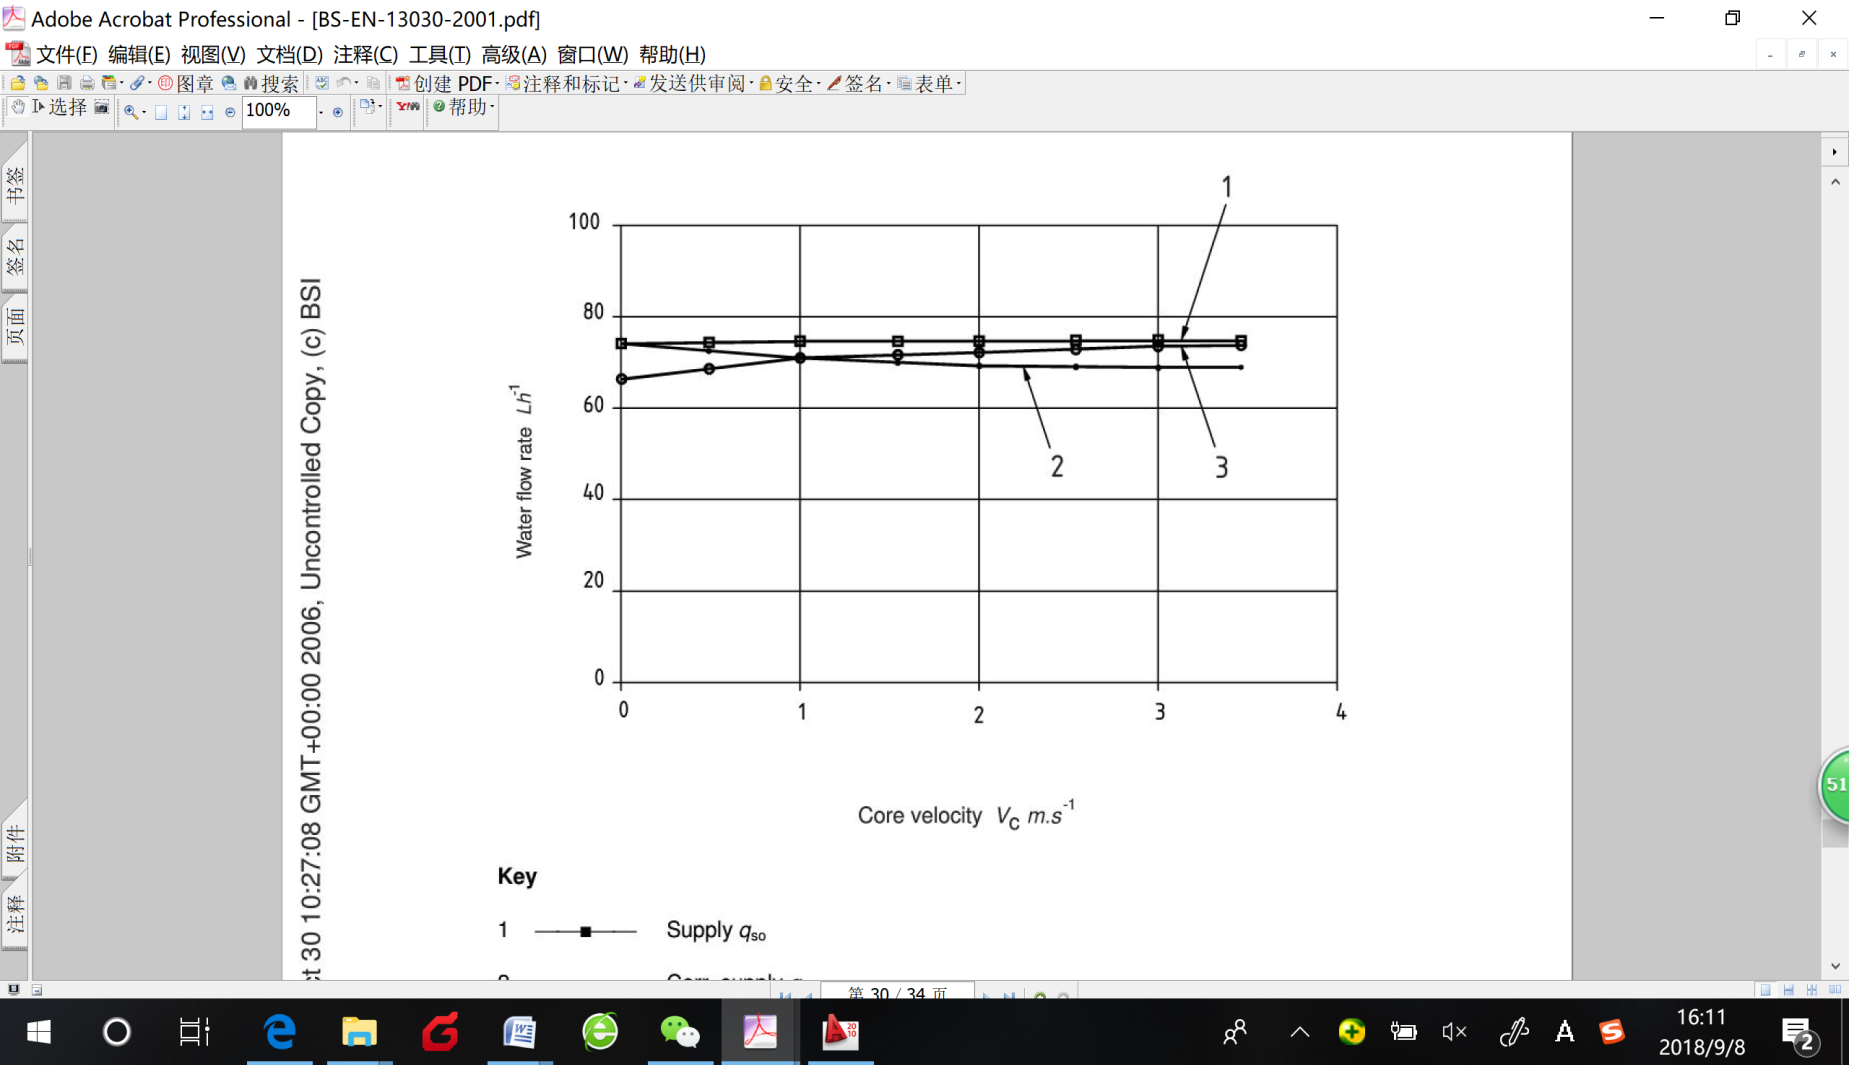 Adobe Acrobat Professional - [BS-EN-13030-2001.pdf]
文件(F) 编辑(E) 视图(V) 文档(D) 注释(C) 工具(T) 高级(A) 窗口(W) 帮助(H)
图章 搜索 创建 PDF 注释和标记 发送供审阅 安全 签名 表单
选择 100% 帮助
书签
签名
页面
附件
注释
st 30 10:27:08 GMT+00:00 2006, Uncontrolled Copy, (c) BSI
1
100
80
60
40
20
0
Water flow rate Lh-1
2
3
0 1 2 3 4
Core velocity Vc m.s-1
Key
1 Supply qso
51
第 30 / 34 页
16:11
2018/9/8
2